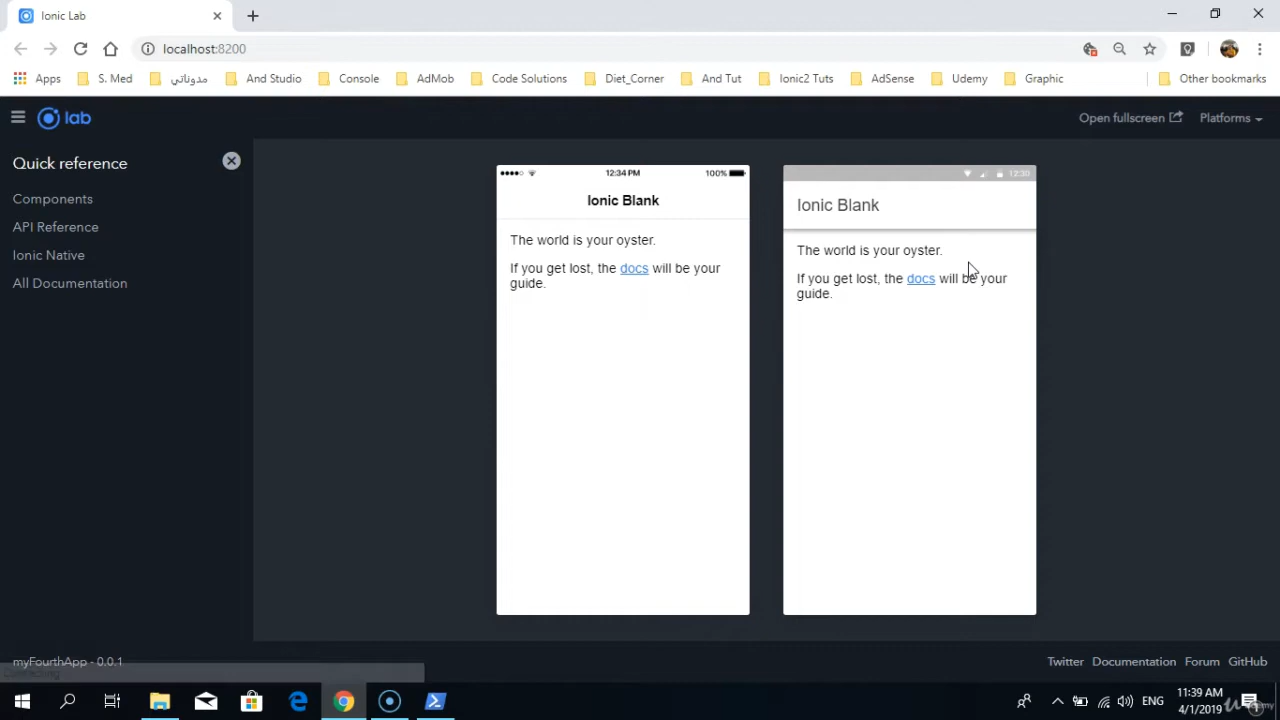 Ionic Lab
localhost:8200
Apps
S. Med
مدوناتي
And Studio
Console
AdMob
Code Solutions
Diet_Corner
And Tut
Ionic2 Tuts
AdSense
Udemy
Graphic
Other bookmarks
lab
Open fullscreen
Platforms
Quick reference
Components
API Reference
Ionic Native
All Documentation
12:34 PM
100%
Ionic Blank
The world is your oyster.
If you get lost, the docs will be your
guide.
12:30
Ionic Blank
The world is your oyster.
If you get lost, the docs will be your
guide.
myFourthApp - 0.0.1
Connecting
Twitter
Documentation
Forum
GitHub
ENG
11:39 AM
4/1/2019